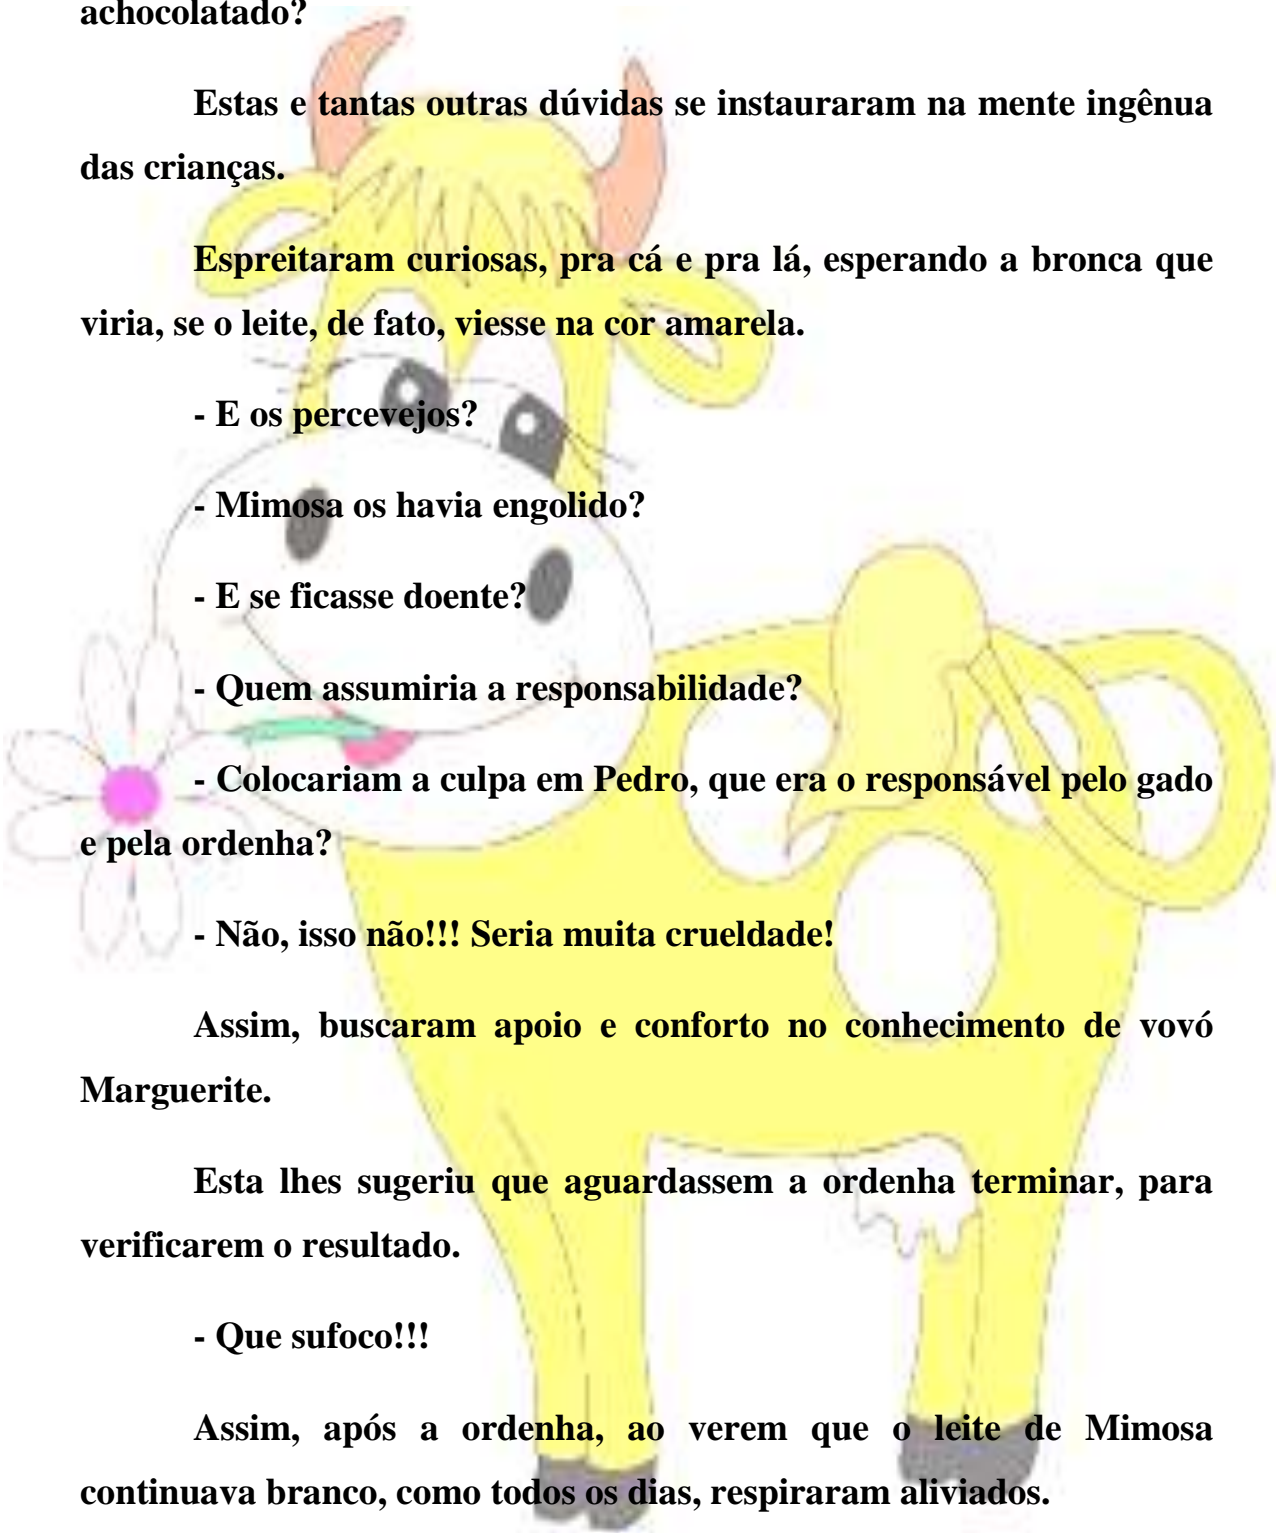 achocolatado?
Estas e tantas outras dúvidas se instauraram na mente ingênua
das crianças.
Espreitaram curiosas, pra cá e pra lá, esperando a bronca que
viria, se o leite, de fato, viesse na cor amarela.
- E os percevejos?
- Mimosa os havia engolido?
- E se ficasse doente?
- Quem assumiria a responsabilidade?
- Colocariam a culpa em Pedro, que era o responsável pelo gado
e pela ordenha?
- Não, isso não!!! Seria muita crueldade!
Assim, buscaram apoio e conforto no conhecimento de vovó
Marguerite.
Esta lhes sugeriu que aguardassem a ordenha terminar, para
verificarem o resultado.
- Que sufoco!!!
Assim, após a ordenha, ao verem que o leite de Mimosa
continuava branco, como todos os dias, respiraram aliviados.